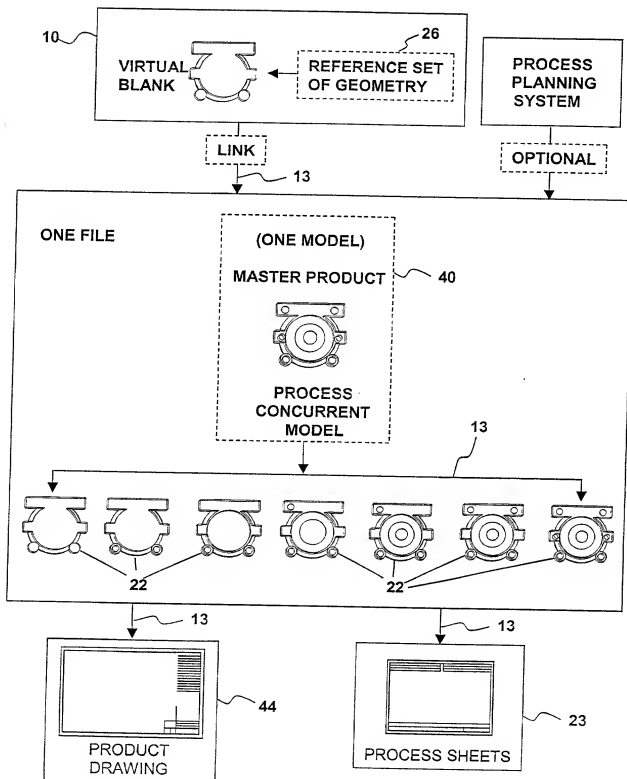 10
26
VIRTUAL
BLANK
REFERENCE SET
OF GEOMETRY
PROCESS
PLANNING
SYSTEM
LINK
13
OPTIONAL
ONE FILE
(ONE MODEL)
MASTER PRODUCT
40
PROCESS
CONCURRENT
MODEL
13
22
22
13
13
44
23
PRODUCT
DRAWING
PROCESS SHEETS